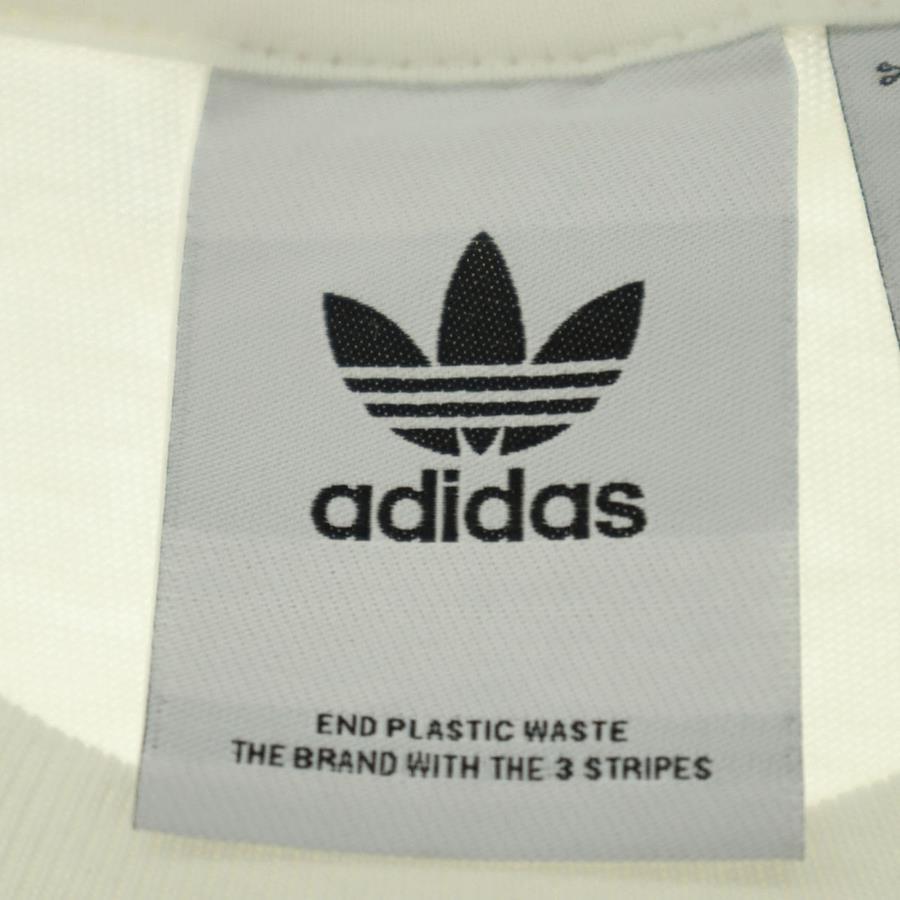 adidas
END PLASTIC WASTE
THE BRAND WITH THE 3 STRIPES